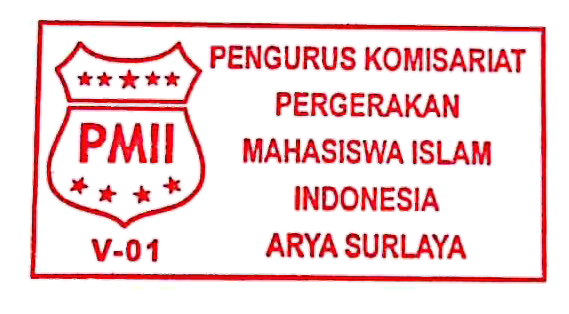 PMII
V-01
PENGURUS KOMISARIAT
PERGERAKAN
MAHASISWA ISLAM
INDONESIA
ARYA SURLAYA